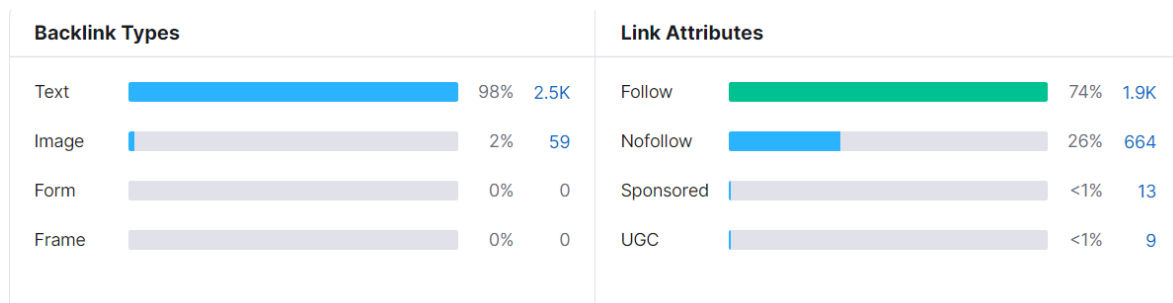 Backlink Types
Text 98% 2.5K
Image 2% 59
Form 0% 0
Frame 0% 0
Link Attributes
Follow 74% 1.9K
Nofollow 26% 664
Sponsored <1% 13
UGC <1% 9